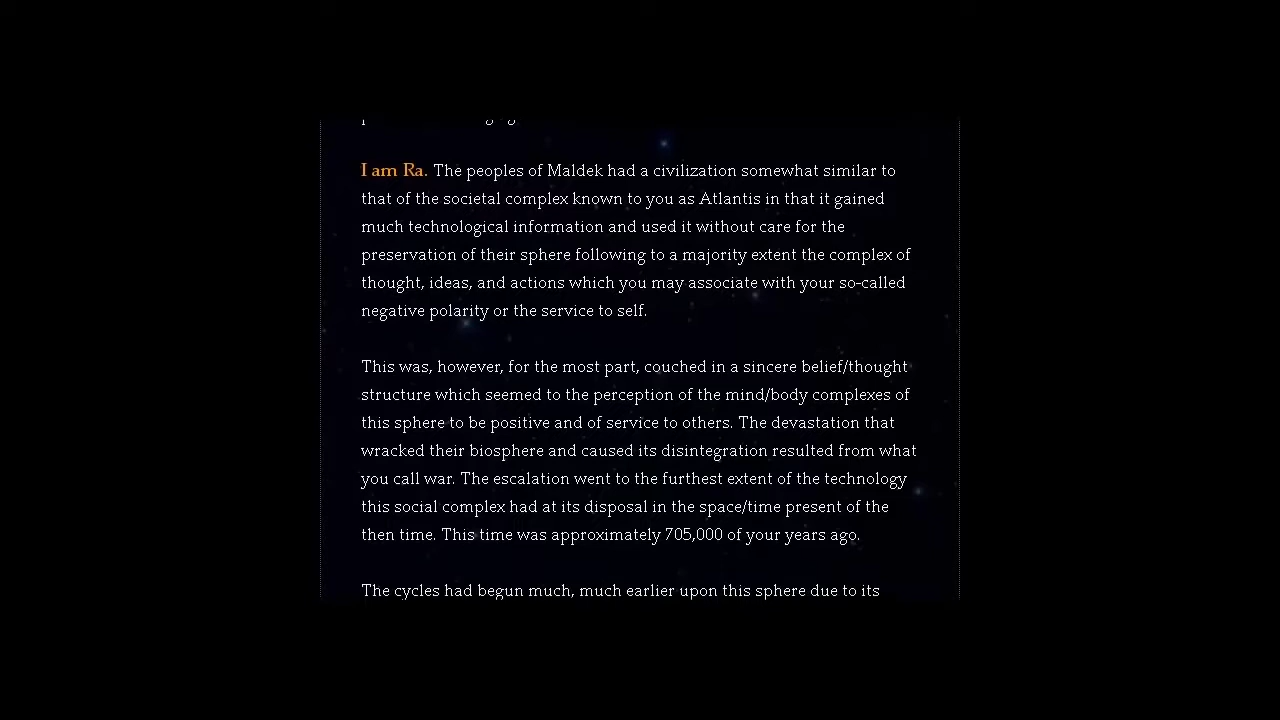 I am Ra. The peoples of Maldek had a civilization somewhat similar to
that of the societal complex known to you as Atlantis in that it gained
much technological information and used it without care for the
preservation of their sphere following to a majority extent the complex of
thought, ideas, and actions which you may associate with your so-called
negative polarity or the service to self.
This was, however, for the most part, couched in a sincere belief/thought
structure which seemed to the perception of the mind/body complexes of
this sphere to be positive and of service to others. The devastation that
wracked their biosphere and caused its disintegration resulted from what
you call war. The escalation went to the furthest extent of the technology
this social complex had at its disposal in the space/time present of the
then time. This time was approximately 705,000 of your years ago.
The cycles had begun much, much earlier upon this sphere due to its